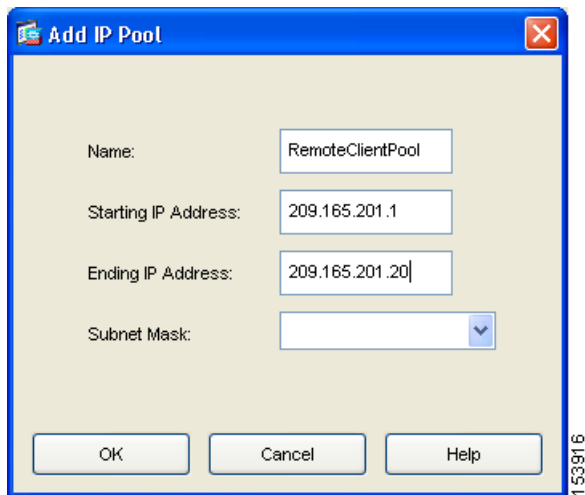 Add IP Pool
Name: RemoteClientPool
Starting IP Address: 209.165.201.1
Ending IP Address: 209.165.201.20
Subnet Mask:
OK Cancel Help
153916